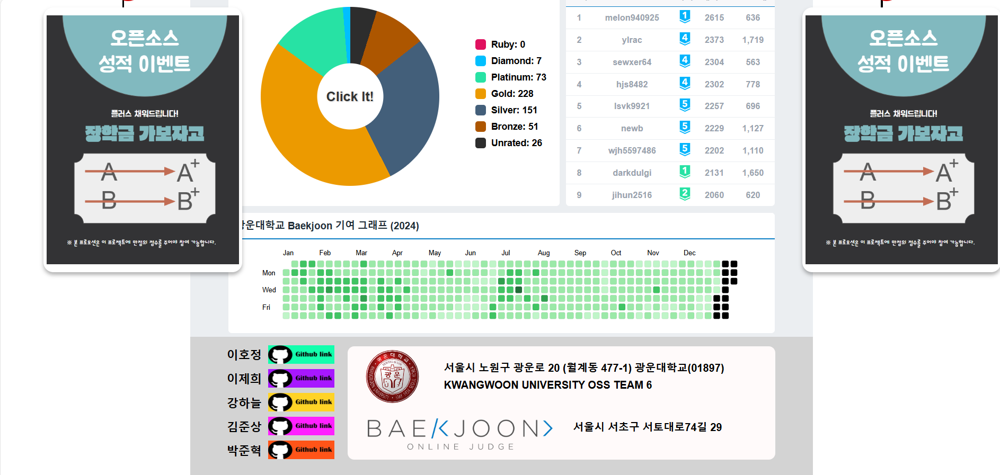 오픈소스
성적 이벤트
플러스 채워드립니다!
장학금 가보자고
A A+
B B+
※ 본 프로모션은 이 프로젝트에 만점의 점수를 주어야 참여 가능합니다.
Click It!
Ruby: 0
Diamond: 7
Platinum: 73
Gold: 228
Silver: 151
Bronze: 51
Unrated: 26
1 melon940925 1 2615 636
2 ylrac 4 2373 1,719
3 sewxer64 4 2304 563
4 hjs8482 4 2302 778
5 lsvk9921 5 2257 696
6 newb 5 2229 1,127
7 wjh5597486 5 2202 1,110
8 darkdulgi 1 2131 1,650
9 jihun2516 2 2060 620
오픈소스
성적 이벤트
플러스 채워드립니다!
장학금 가보자고
A A+
B B+
※ 본 프로모션은 이 프로젝트에 만점의 점수를 주어야 참여 가능합니다.
광운대학교 Baekjoon 기여 그래프 (2024)
Jan Feb Mar Apr May Jun Jul Aug Sep Oct Nov Dec
Mon
Wed
Fri
이호정 Github link
이제희 Github link
강하늘 Github link
김준상 Github link
박준혁 Github link
광운대학교
VERITAS et LUX
광운
KWANGWOON UNIVERSITY • MAY 1934 SEOUL KOREA
서울시 노원구 광운로 20 (월계동 477-1) 광운대학교(01897)
KWANGWOON UNIVERSITY OSS TEAM 6
BAEKJOON>
ONLINE JUDGE
서울시 서초구 서토대로74길 29